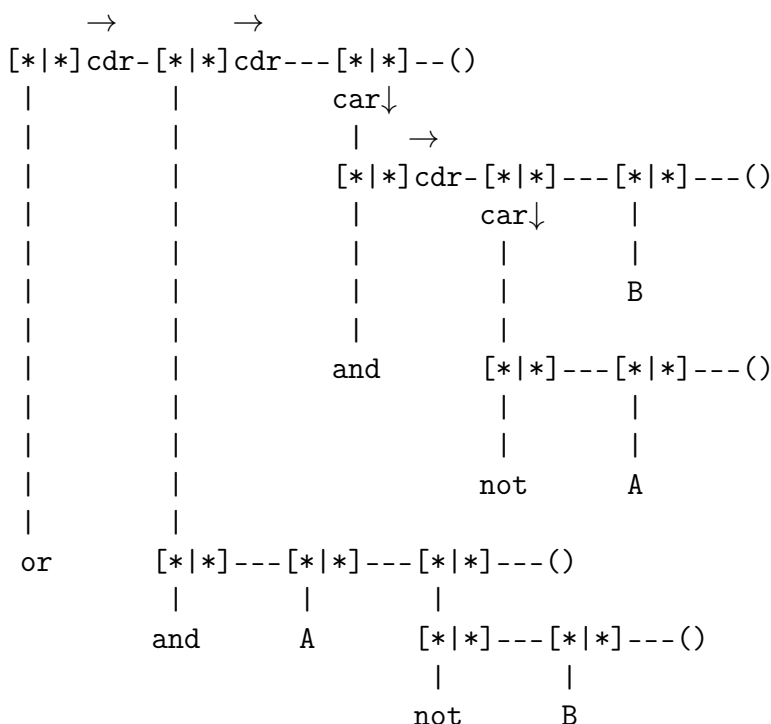 → →
[*|*]cdr-[*|*]cdr---[*|*]--()
| | car↓
| | |
| | → 
| | [*|*]cdr-[*|*]---[*|*]---()
| | | car↓ |
| | | | |
| | | | B
| | | |
| | and [*|*]---[*|*]---()
| | | |
| | | |
| | not A
| |
or [*|*]---[*|*]---[*|*]---()
| | |
and A [*|*]---[*|*]---()
| |
not B